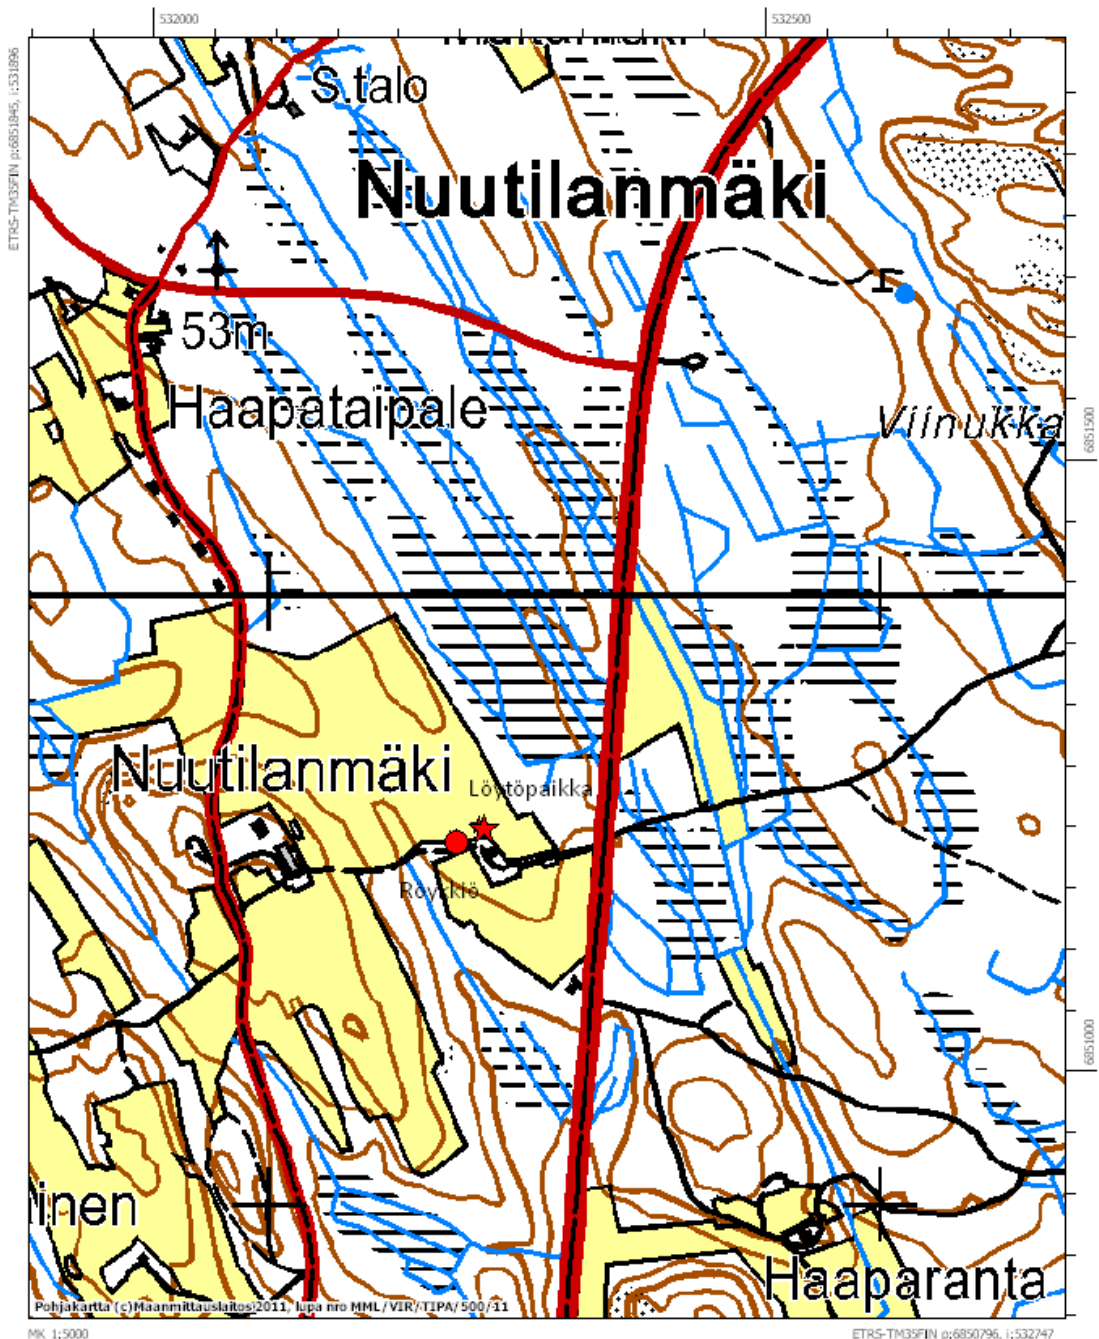 532000
532500
ETRS-TM35FIN p:6851845, i:531896
S.talo
Nuutilanmäki
53m
Haapataipale
Viinukka
6851500
Nuutilanmäki
Löytöpaikka
6851000
inen
Haaparanta
Pohjakartta (c)Maanmittauslaitos 2011, lupa nro MML/VIR/TIPA/500/11
MK 1:5000
ETRS-TM35FIN p:6850796, i:532747